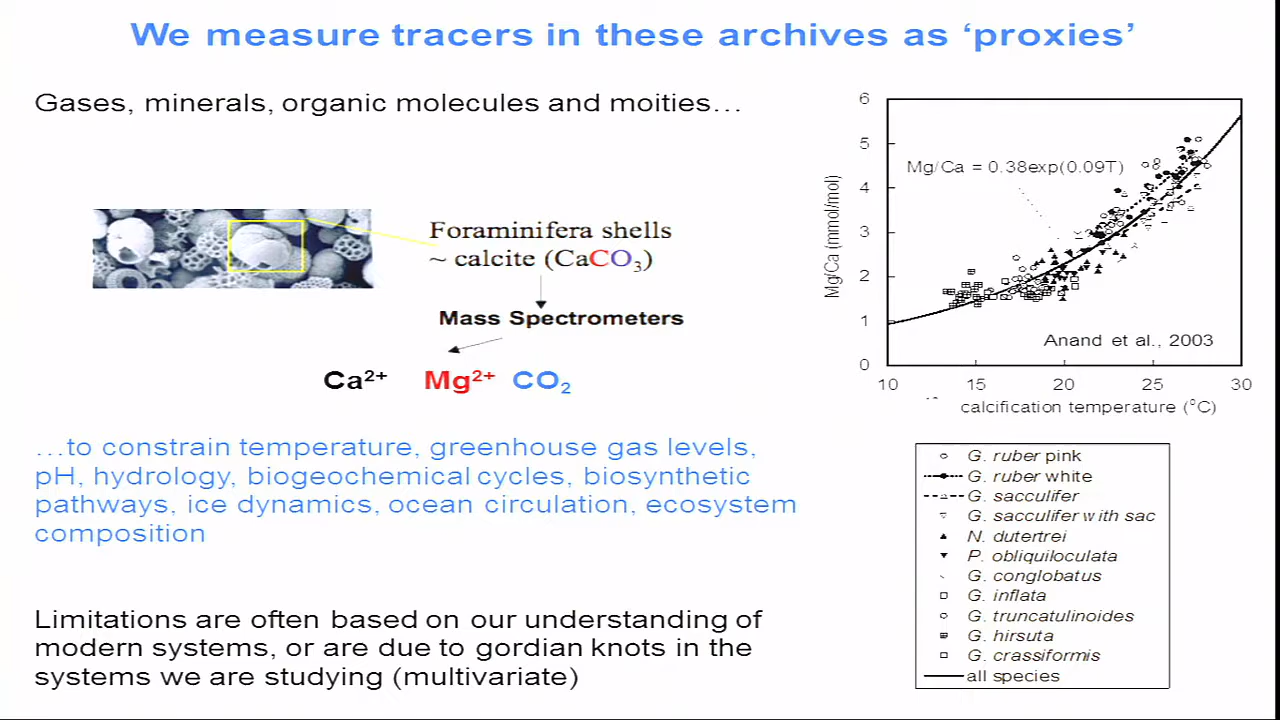 We measure tracers in these archives as ‘proxies’
Gases, minerals, organic molecules and moities…
Foraminifera shells
~ calcite (CaCO3)
Mass Spectrometers
Ca2+ Mg2+ CO2
…to constrain temperature, greenhouse gas levels,
pH, hydrology, biogeochemical cycles, biosynthetic
pathways, ice dynamics, ocean circulation, ecosystem
composition
Limitations are often based on our understanding of
modern systems, or are due to gordian knots in the
systems we are studying (multivariate)
Mg/Ca (mmol/mol)
6
5
4
3
2
1
0
Mg/Ca = 0.38exp(0.09T)
Anand et al., 2003
10 15 20 25 30
calcification temperature (0C)
G. ruber pink
G. ruber white
G. sacculifer
G. sacculifer with sac
N. dutertrei
P. obliquiloculata
G. conglobatus
G. inflata
G. truncatulinoides
G. hirsuta
G. crassiformis
all species